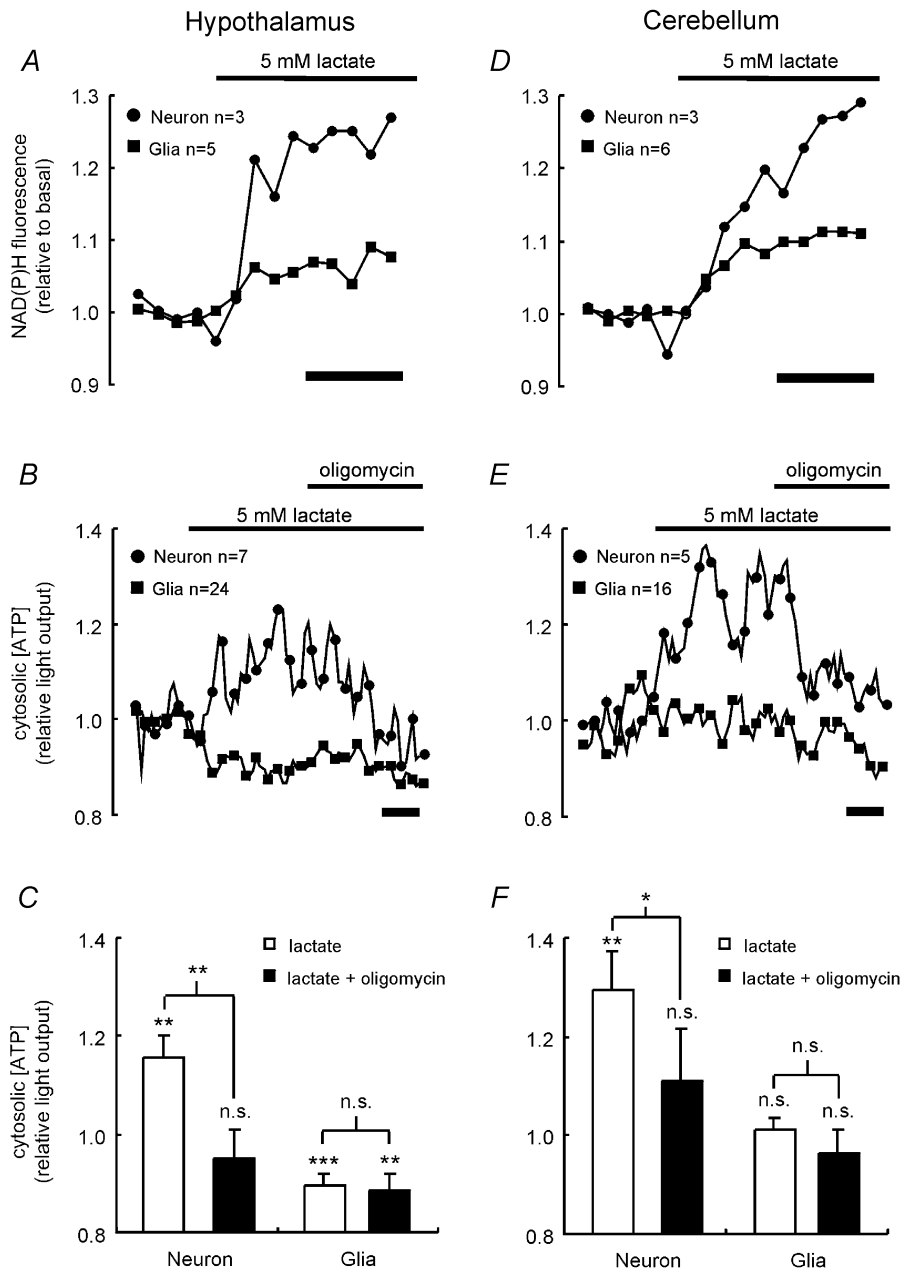 Hypothalamus
Cerebellum
A
5 mM lactate
1.3
1.2
1.1
1.0
0.9
NAD(P)H fluorescence
(relative to basal)
Neuron n=3
Glia n=5
D
5 mM lactate
1.3
1.2
1.1
1.0
0.9
Neuron n=3
Glia n=6
B
oligomycin
5 mM lactate
1.4
1.2
1.0
0.8
cytosolic [ATP]
(relative light output)
Neuron n=7
Glia n=24
E
oligomycin
5 mM lactate
1.4
1.2
1.0
0.8
Neuron n=5
Glia n=16
C
1.4
1.2
1.0
0.8
cytosolic [ATP]
(relative light output)
lactate
lactate + oligomycin
**
**
n.s.
n.s.
***
**
Neuron
Glia
F
1.4
1.2
1.0
0.8
lactate
lactate + oligomycin
*
**
n.s.
n.s.
n.s.
n.s.
Neuron
Glia